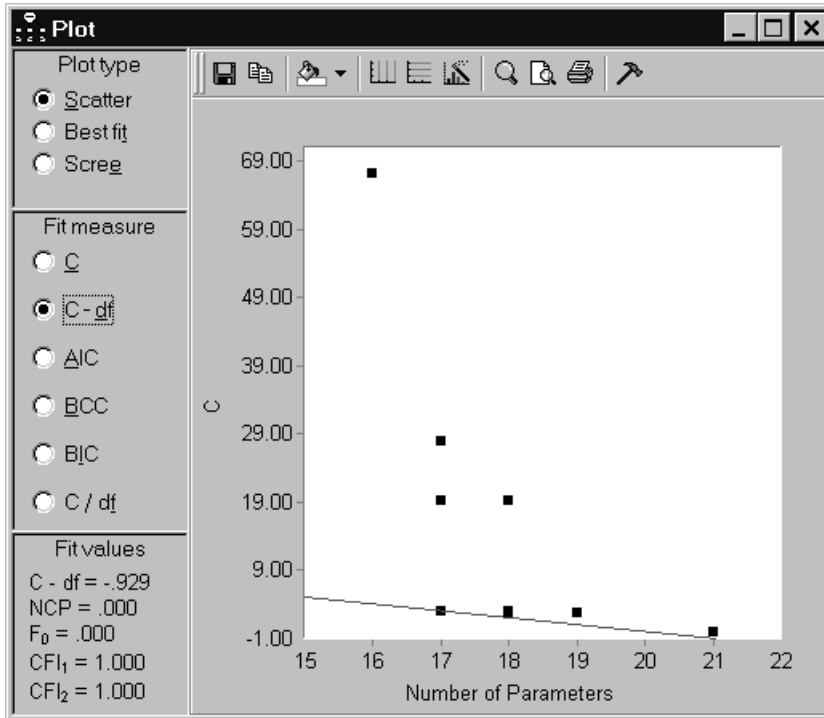 Plot
Plot type
Scatter
Best fit
Scree
Fit measure
C
C - df
AIC
BCC
BIC
C / df
Fit values
C - df = -.929
NCP = .000
F0 = .000
CFI1 = 1.000
CFI2 = 1.000
69.00
59.00
49.00
39.00
C
29.00
19.00
9.00
-1.00
15 16 17 18 19 20 21 22
Number of Parameters